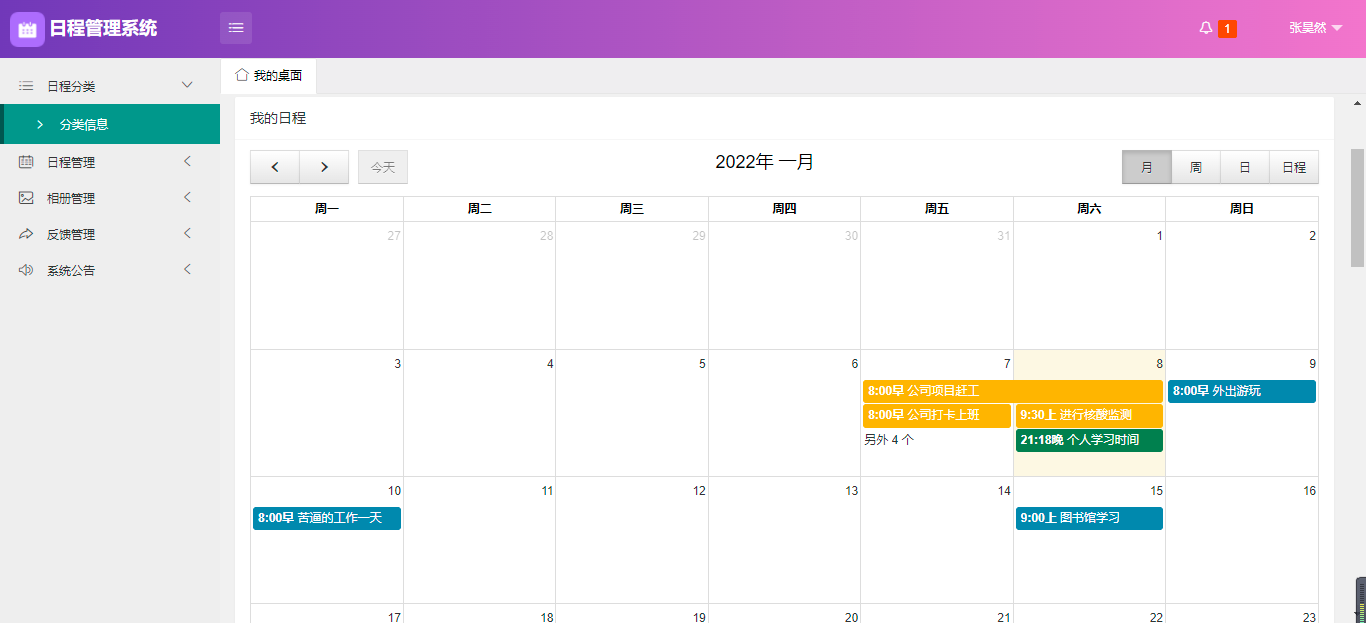 日程管理系统
1
张昊然
日程分类
分类信息
日程管理
相册管理
反馈管理
系统公告
我的桌面
我的日程
今天
2022年 一月
月 周 日 日程
周一 周二 周三 周四 周五 周六 周日
27 28 29 30 31 1 2
3 4 5 6 7 8 9
8:00早 公司项目赶工
8:00早 外出游玩
8:00早 公司打卡上班
9:30上 进行核酸监测
另外 4 个
21:18晚 个人学习时间
10 11 12 13 14 15 16
8:00早 苦逼的工作一天
9:00上 图书馆学习
17 18 19 20 21 22 23